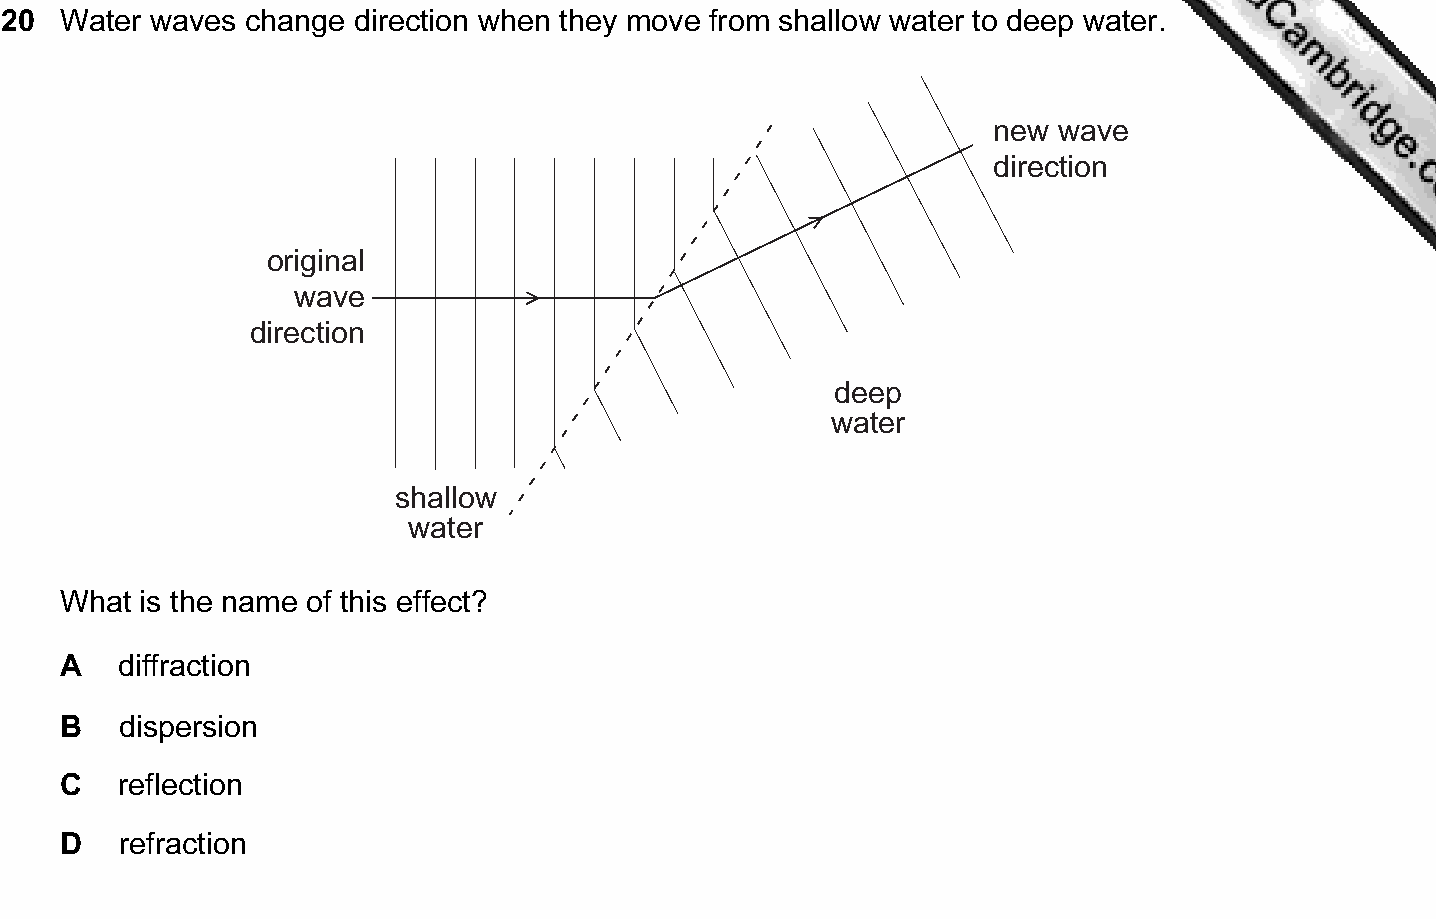 20 Water waves change direction when they move from shallow water to deep water.
Cambridge.c
new wave
direction
original
wave
direction
deep
water
shallow
water
What is the name of this effect?
A diffraction
B dispersion
C reflection
D refraction